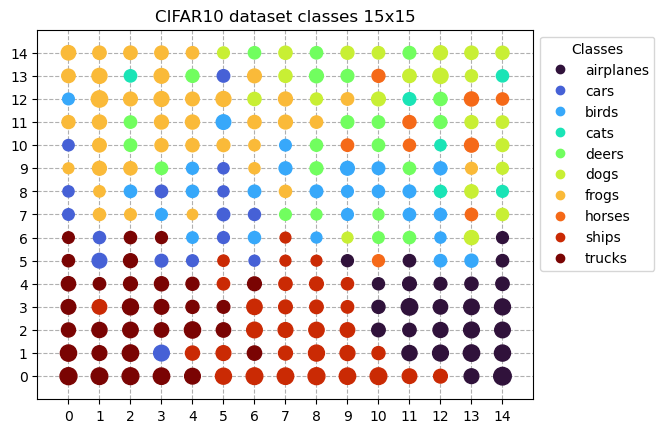 CIFAR10 dataset classes 15x15
14
13
12
11
10
9
8
7
6
5
4
3
2
1
0
0 1 2 3 4 5 6 7 8 9 10 11 12 13 14
Classes
airplanes
cars
birds
cats
deers
dogs
frogs
horses
ships
trucks